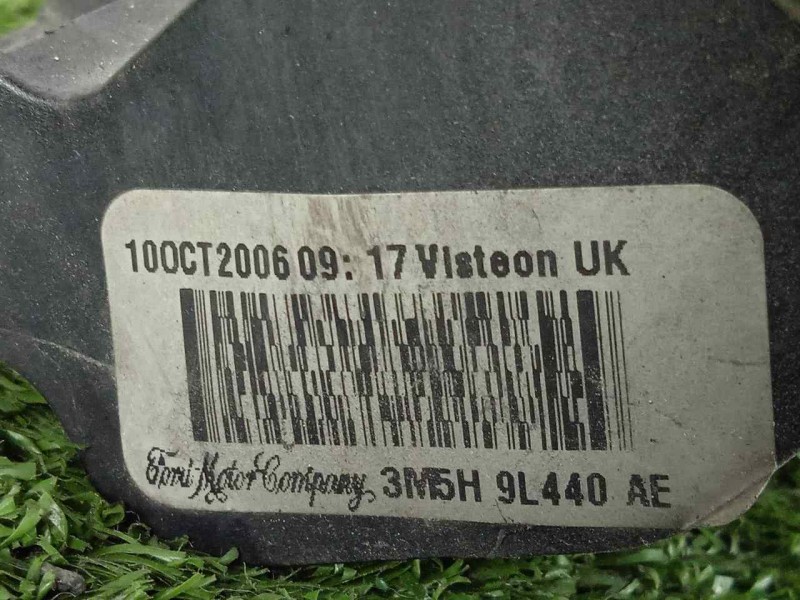 10OCT2006 09:17 Visteon UK
Ford Motor Company 3M5H 9L440 AE